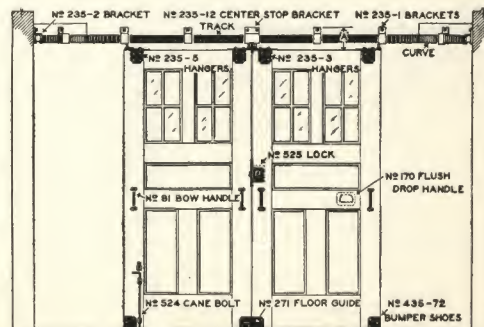 Nº 235-2 BRACKET
Nº 235-12 CENTER STOP BRACKET
Nº 235-1 BRACKETS
TRACK
A
CURVE
Nº 235-5
HANGERS
Nº 235-3
HANGERS
Nº 525 LOCK
Nº 170 FLUSH
DROP HANDLE
Nº 81 BOW HANDLE
Nº 524 CANE BOLT
Nº 271 FLOOR GUIDE
Nº 435-72
BUMPER SHOES